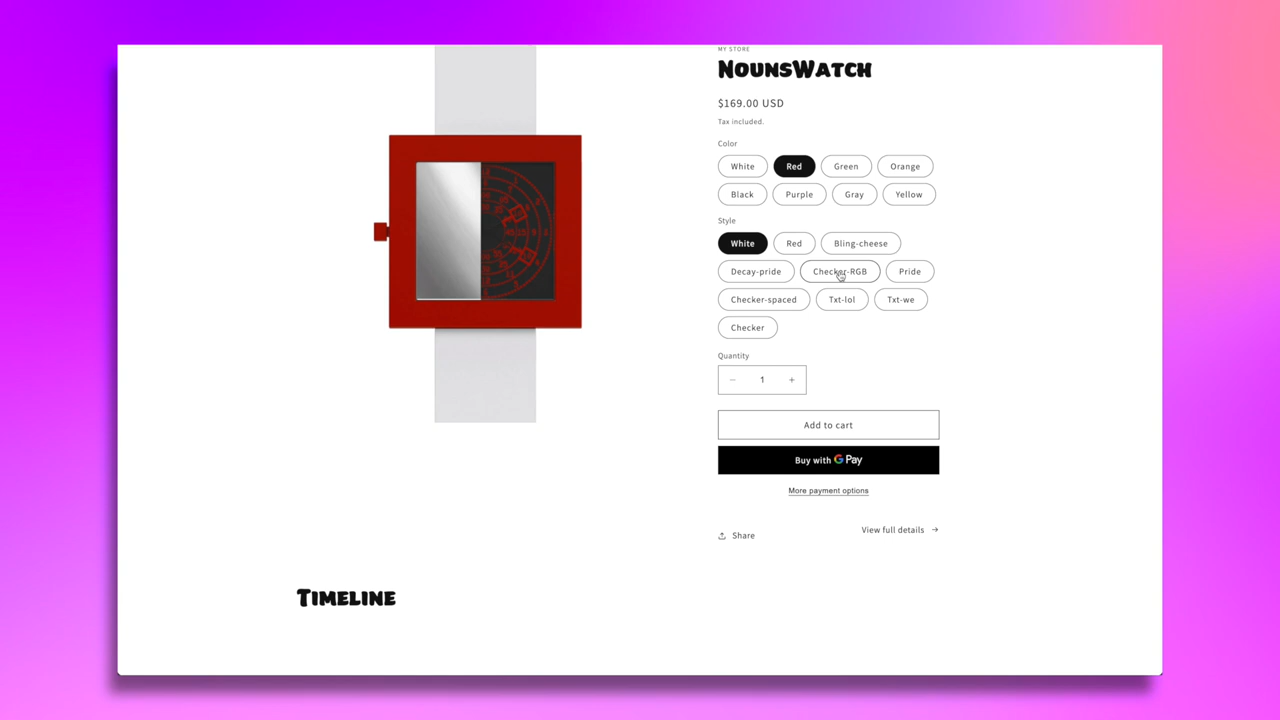 MY STORE
NounsWatch
$169.00 USD
Tax included.
Color
White Red Green Orange
Black Purple Gray Yellow
Style
White Red Bling-cheese
Decay-pride Checker-RGB Pride
Checker-spaced Txt-lol Txt-we
Checker
Quantity
− 1 +
Add to cart
Buy with G Pay
More payment options
View full details →
Share
Timeline